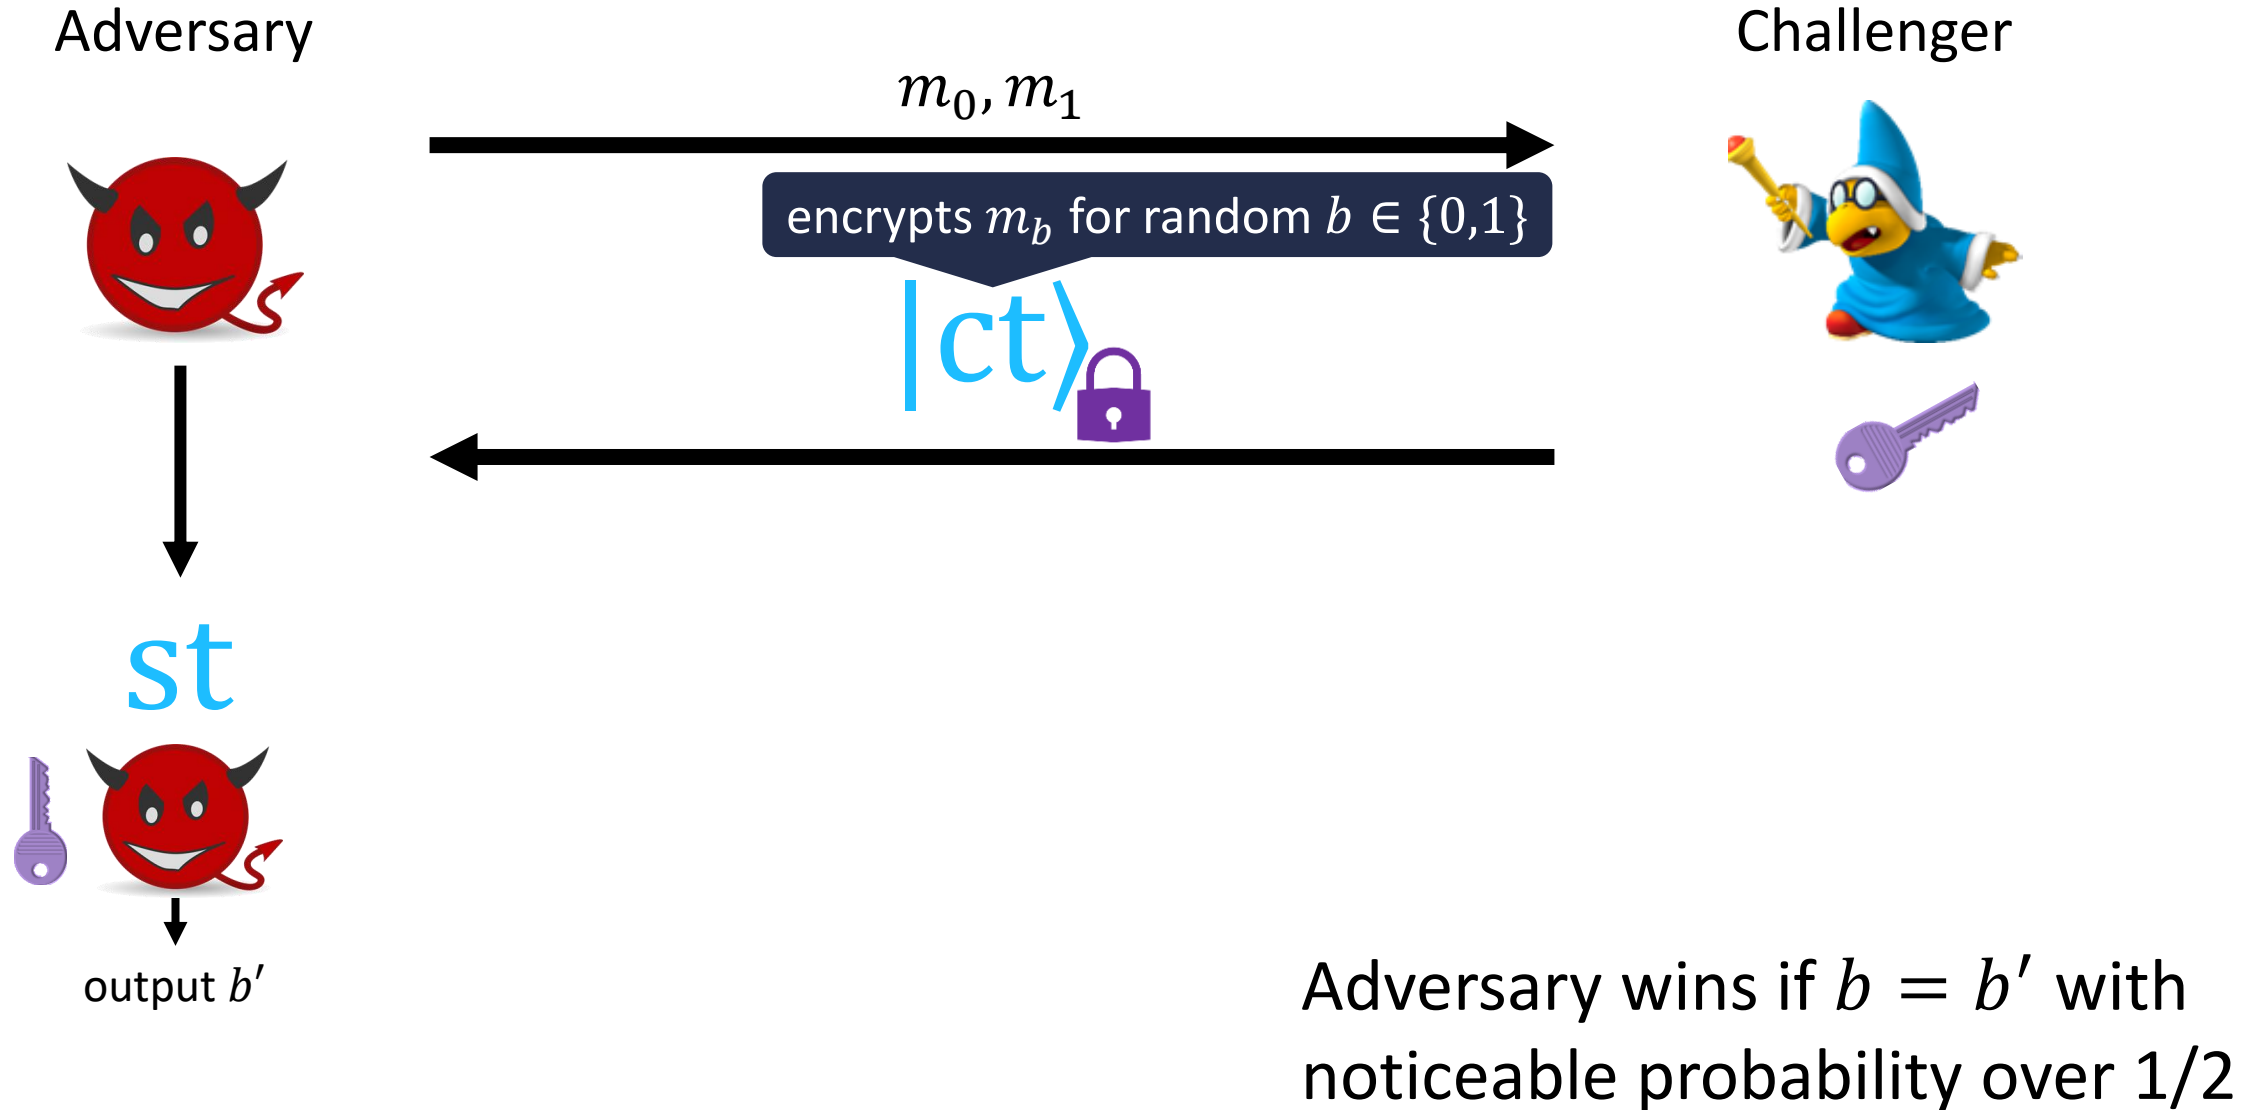 Adversary
Challenger
m₀, m₁
encrypts m_b for random b ∈ {0,1}
|ct⟩
st
output b′
Adversary wins if b = b′ with
noticeable probability over 1/2